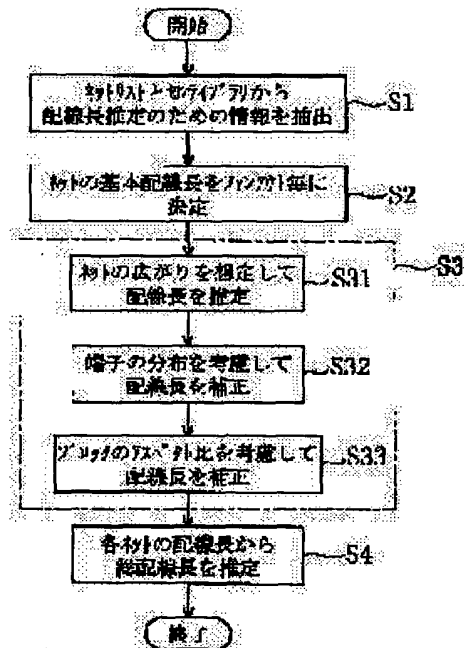 開始
ネットリストとセルライブラリから
配線長推定のための情報を抽出
S1
ネットの基本配線長をファンアウト毎に
推定
S2
S3
ネットの広がりを想定して
配線長を推定
S31
端子の分布を考慮して
配線長を補正
S32
ブロックのアスペクト比を考慮して
配線長を補正
S33
各ネットの配線長から
総配線長を推定
S4
終了